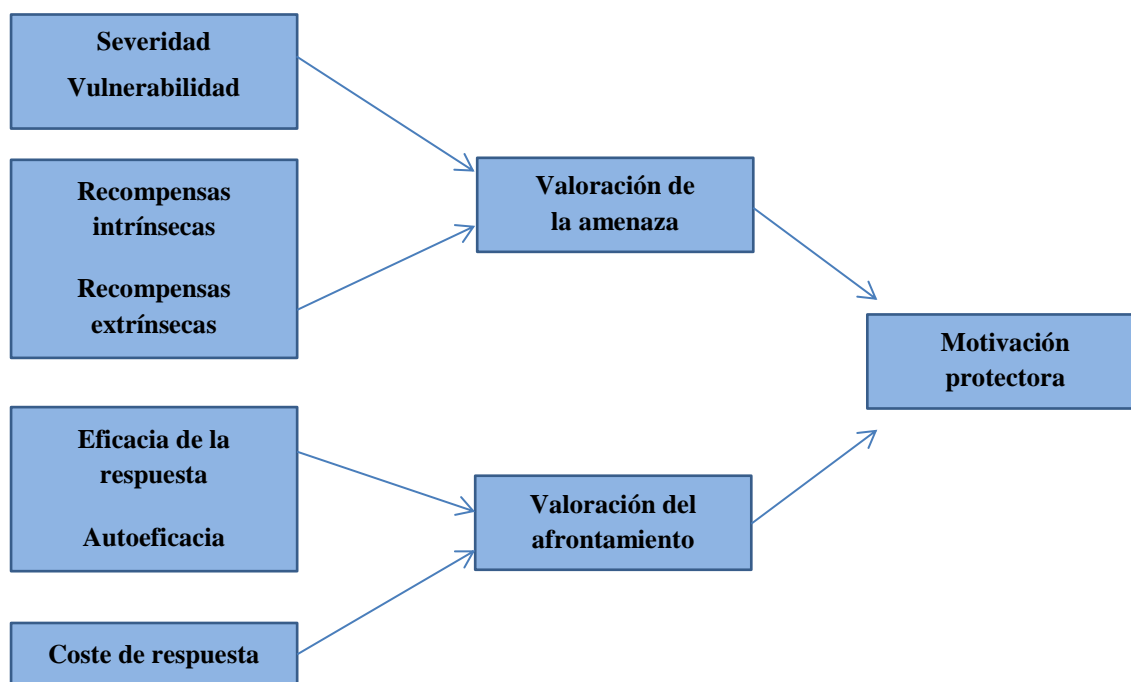 Severidad
Vulnerabilidad
Recompensas
intrínsecas
Recompensas
extrínsecas
Valoración de
la amenaza
Motivación
protectora
Eficacia de la
respuesta
Autoeficacia
Valoración del
afrontamiento
Coste de respuesta